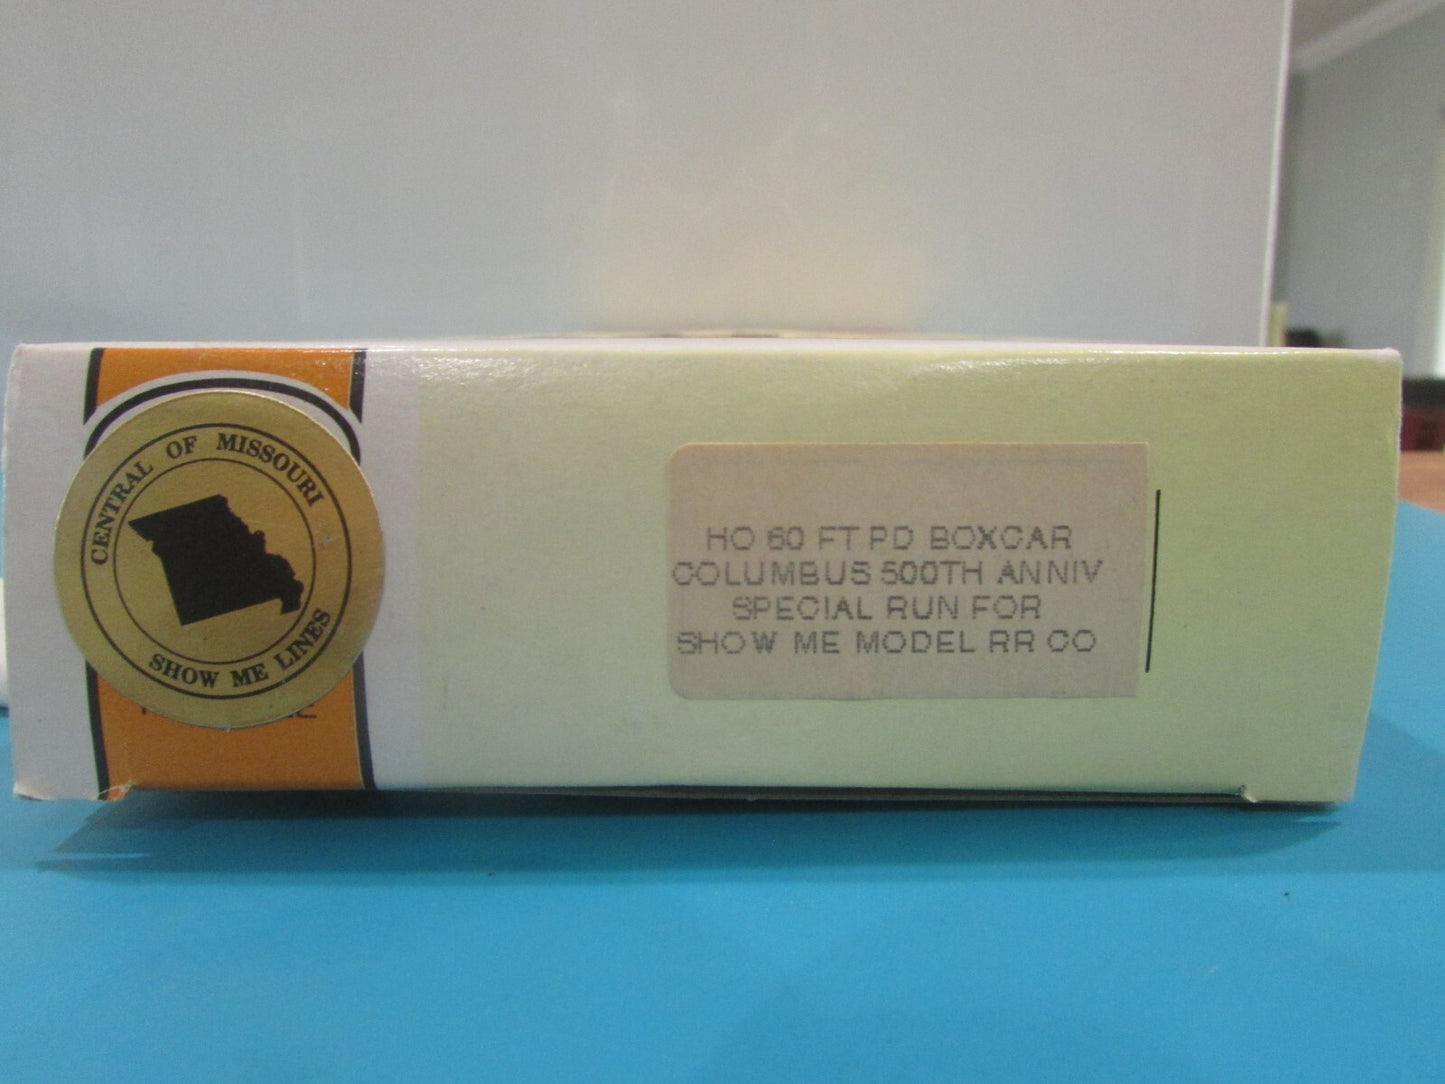 CENTRAL OF MISSOURI
SHOW ME LINES
HO 60 FT PD BOXCAR
COLUMBUS 500TH ANNIV
SPECIAL RUN FOR
SHOW ME MODEL RR CO